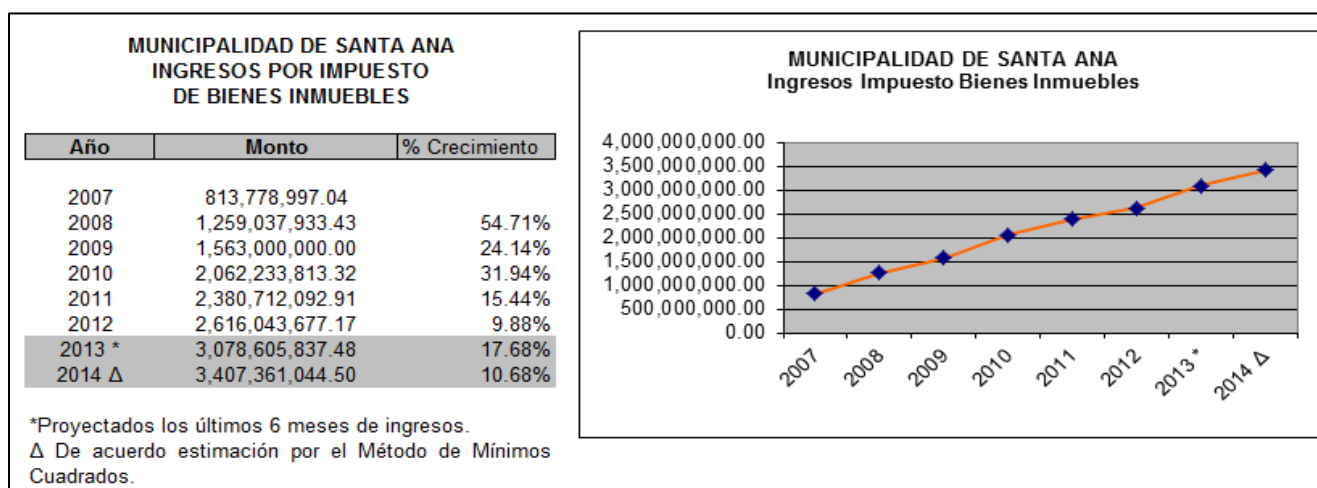 MUNICIPALIDAD DE SANTA ANA
INGRESOS POR IMPUESTO
DE BIENES INMUEBLES
Año Monto % Crecimiento
2007 813,778,997.04
2008 1,259,037,933.43 54.71%
2009 1,563,000,000.00 24.14%
2010 2,062,233,813.32 31.94%
2011 2,380,712,092.91 15.44%
2012 2,616,043,677.17 9.88%
2013 * 3,078,605,837.48 17.68%
2014 Δ 3,407,361,044.50 10.68%
*Proyectados los últimos 6 meses de ingresos.
Δ De acuerdo estimación por el Método de Mínimos
Cuadrados.
MUNICIPALIDAD DE SANTA ANA
Ingresos Impuesto Bienes Inmuebles
4,000,000,000.00
3,500,000,000.00
3,000,000,000.00
2,500,000,000.00
2,000,000,000.00
1,500,000,000.00
1,000,000,000.00
500,000,000.00
0.00
2007 2008 2009 2010 2011 2012 2013 * 2014 Δ